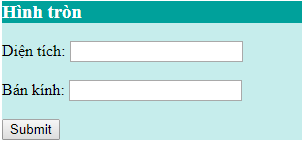 Hình tròn
Diện tích:
Bán kính:
Submit